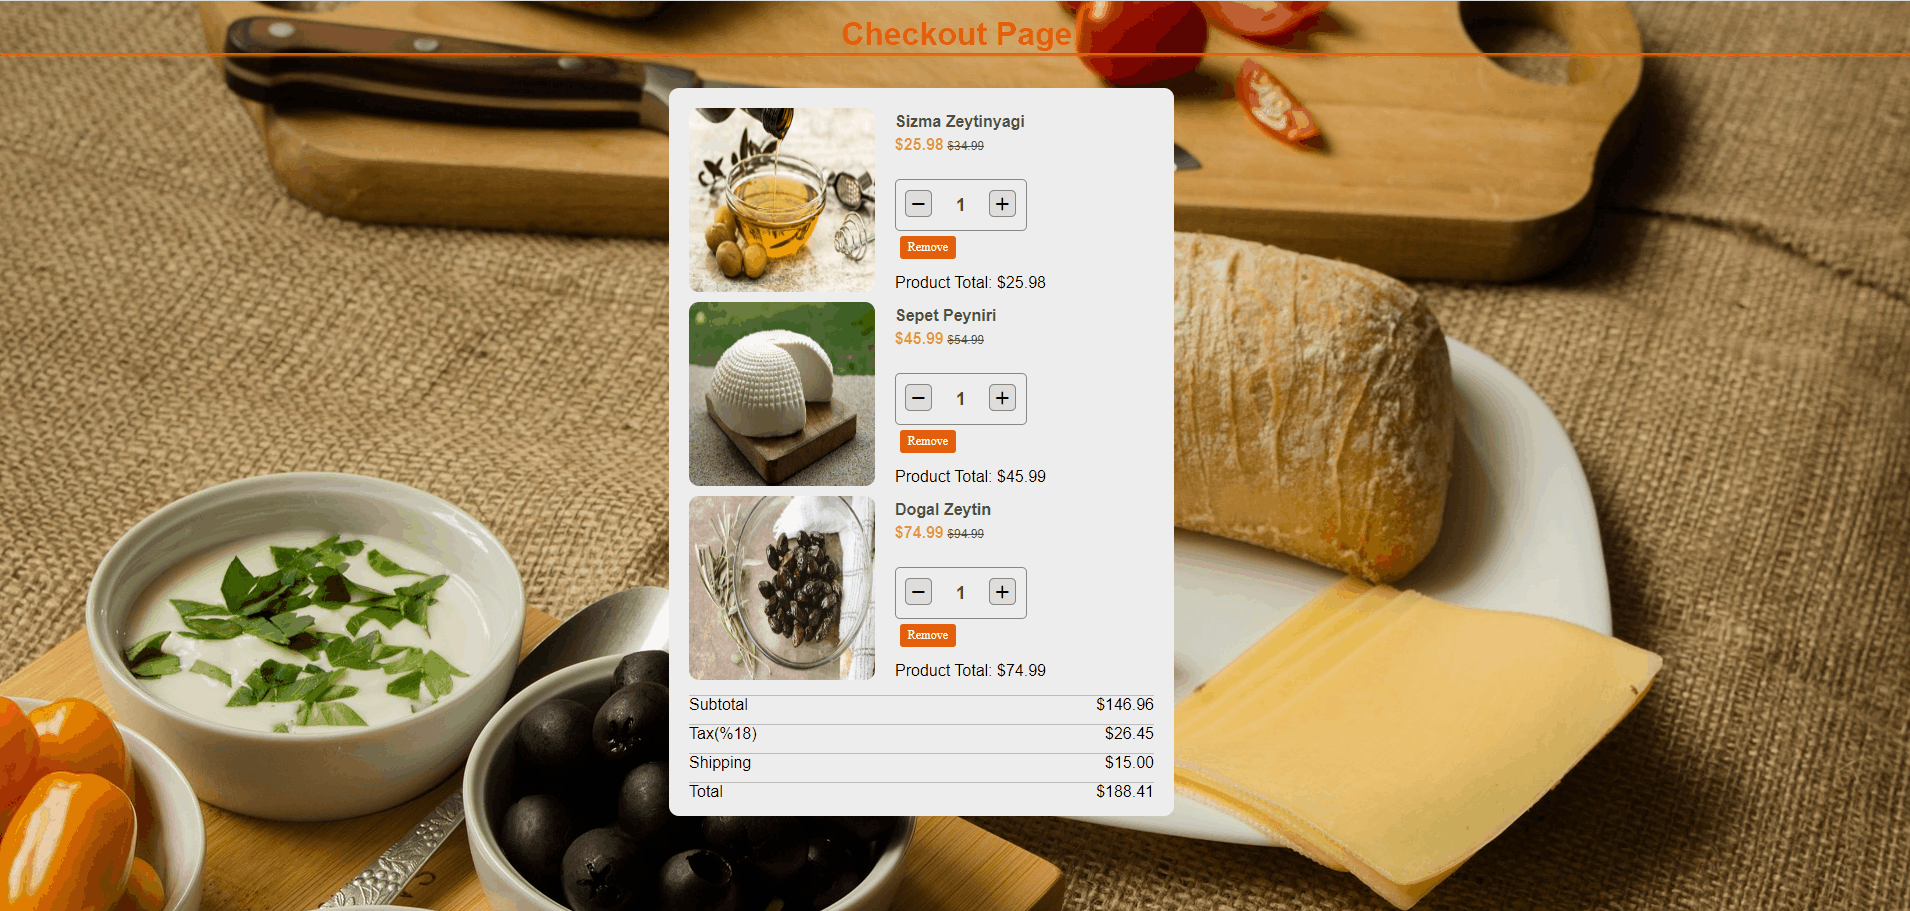 Checkout Page
Sizma Zeytinyagi
$25.98 $34.99
− 1 +
Remove
Product Total: $25.98
Sepet Peyniri
$45.99 $54.99
− 1 +
Remove
Product Total: $45.99
Dogal Zeytin
$74.99 $94.99
− 1 +
Remove
Product Total: $74.99
Subtotal $146.96
Tax(%18) $26.45
Shipping $15.00
Total $188.41